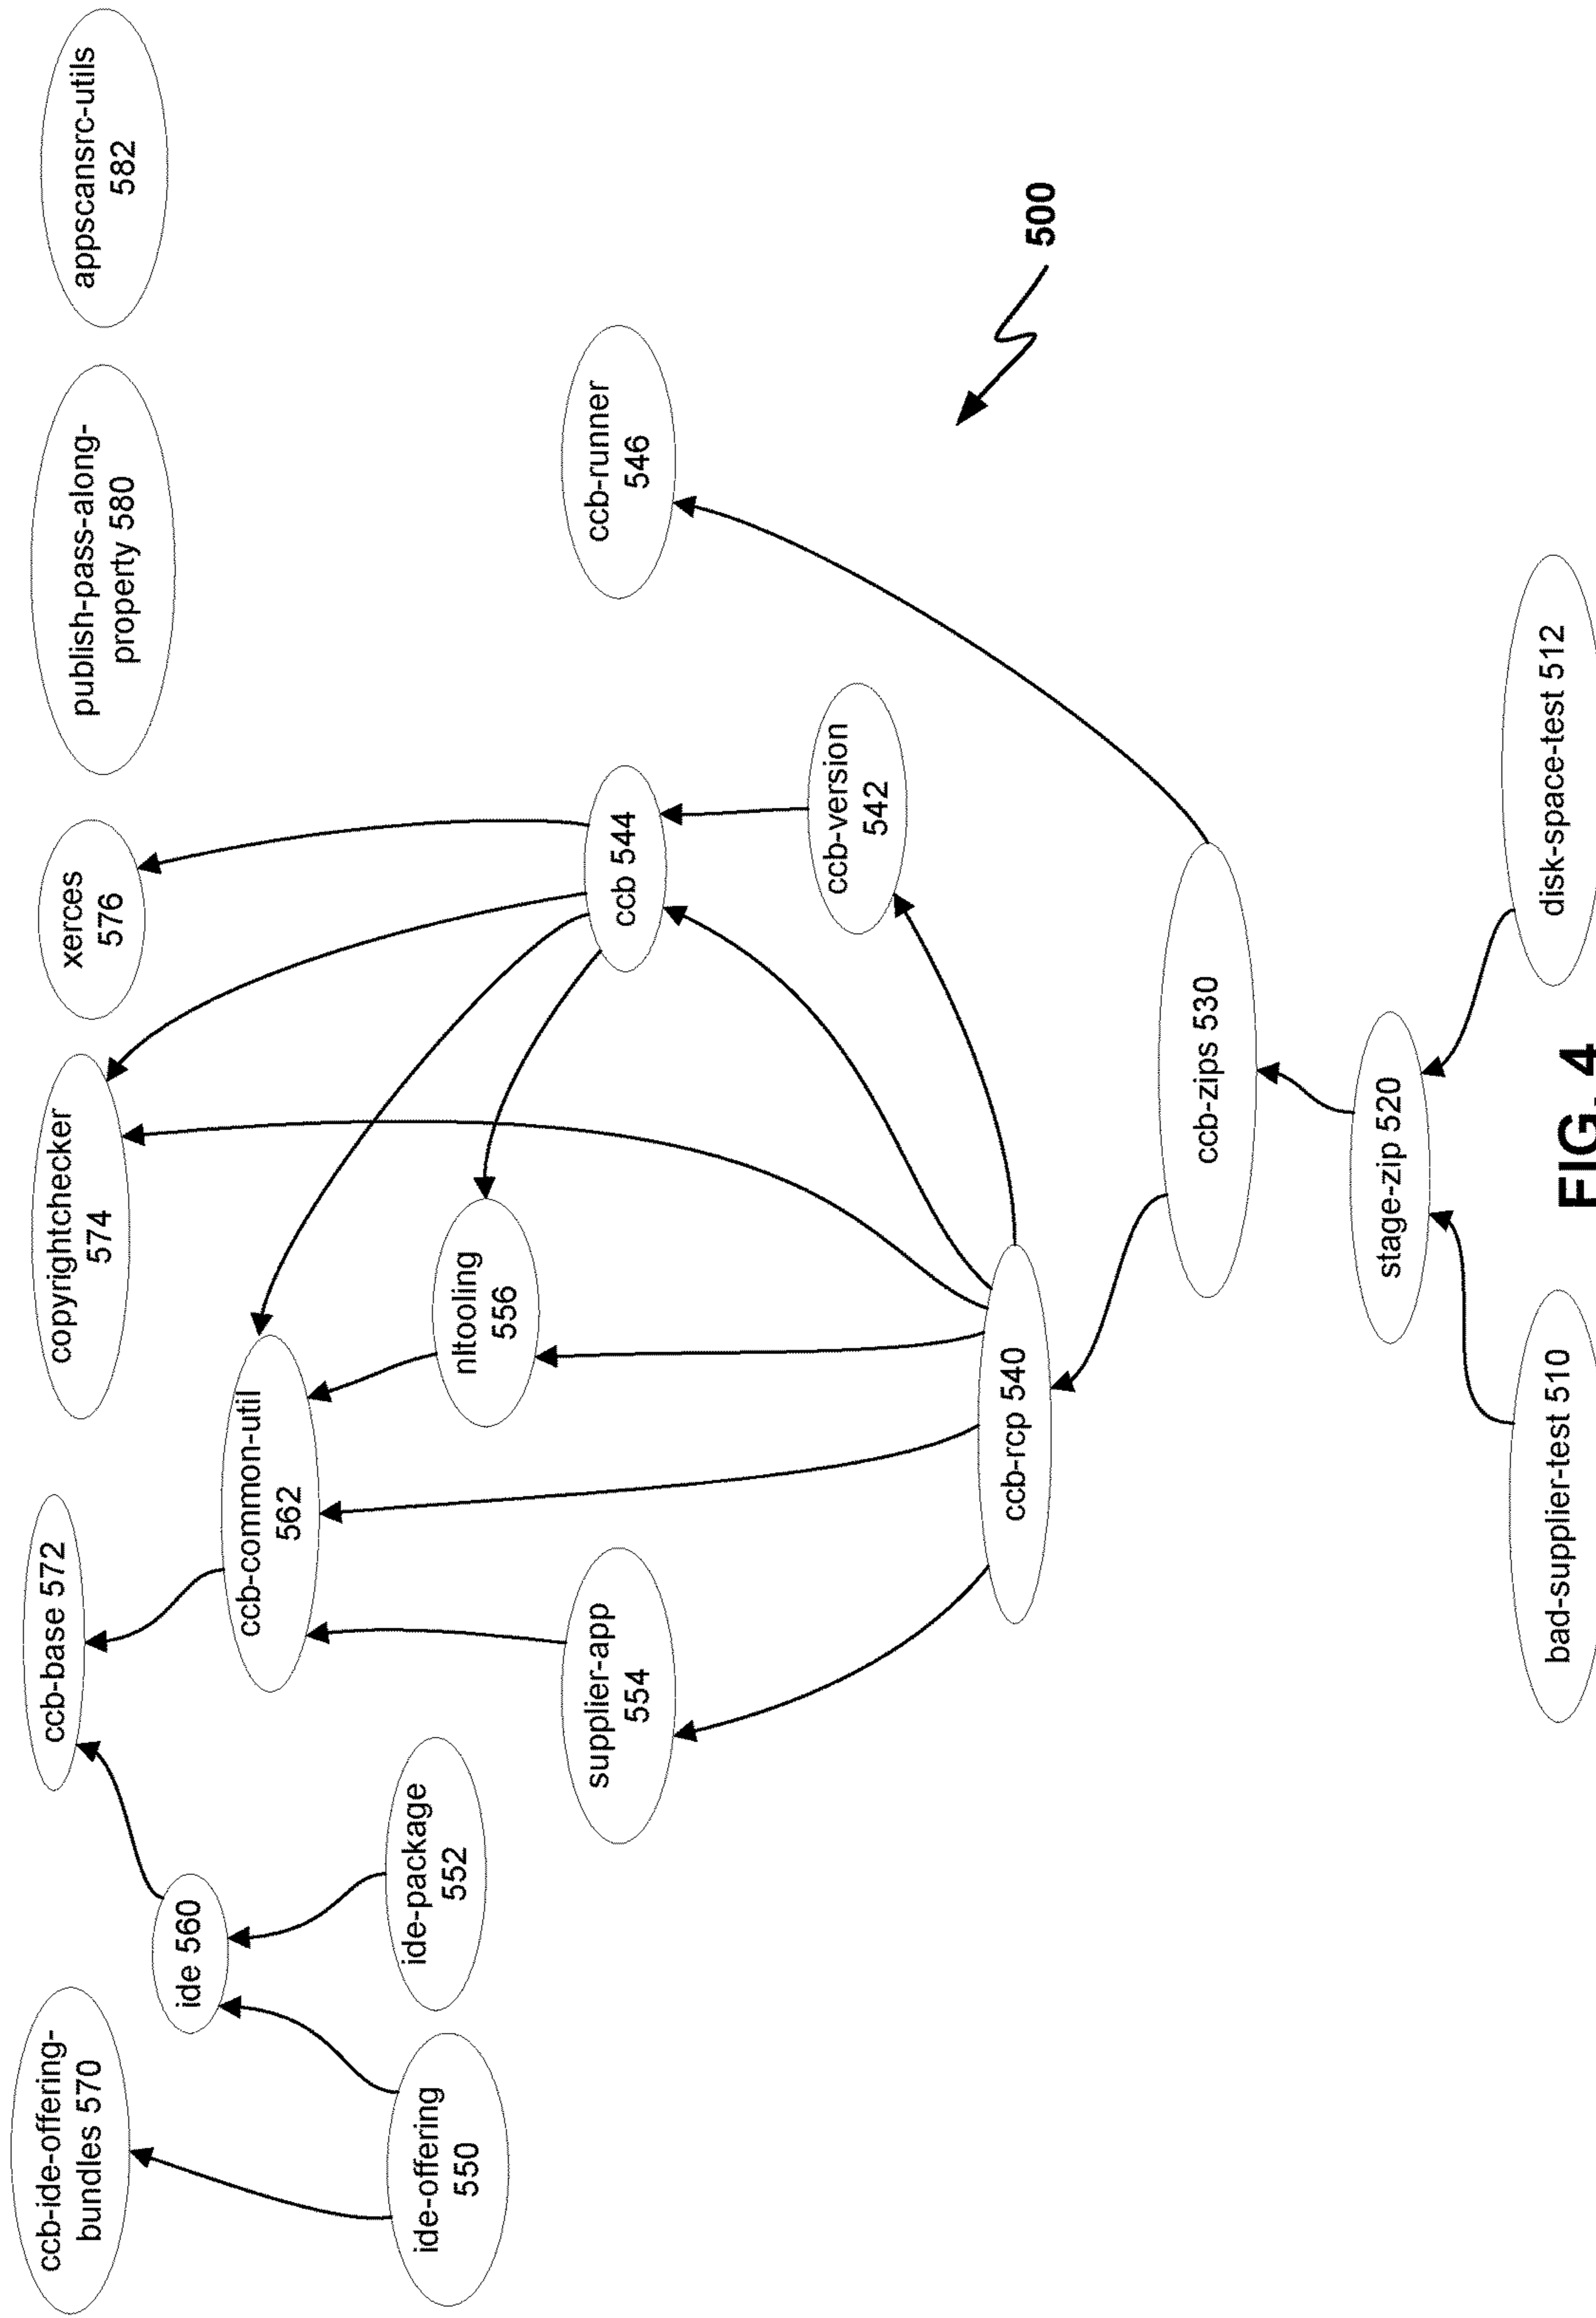 ccb-ide-offering-
bundles 570
ccb-base 572
copyrightchecker
574
xerces
576
publish-pass-along-
property 580
appscansrc-utils
582
ide 560
ccb-common-util
562
ide-offering
550
ide-package
552
nltooling
556
supplier-app
554
ccb 544
ccb-runner
546
ccb-version
542
ccb-rcp 540
500
ccb-zips 530
stage-zip 520
bad-supplier-test 510
disk-space-test 512
FIG. 4